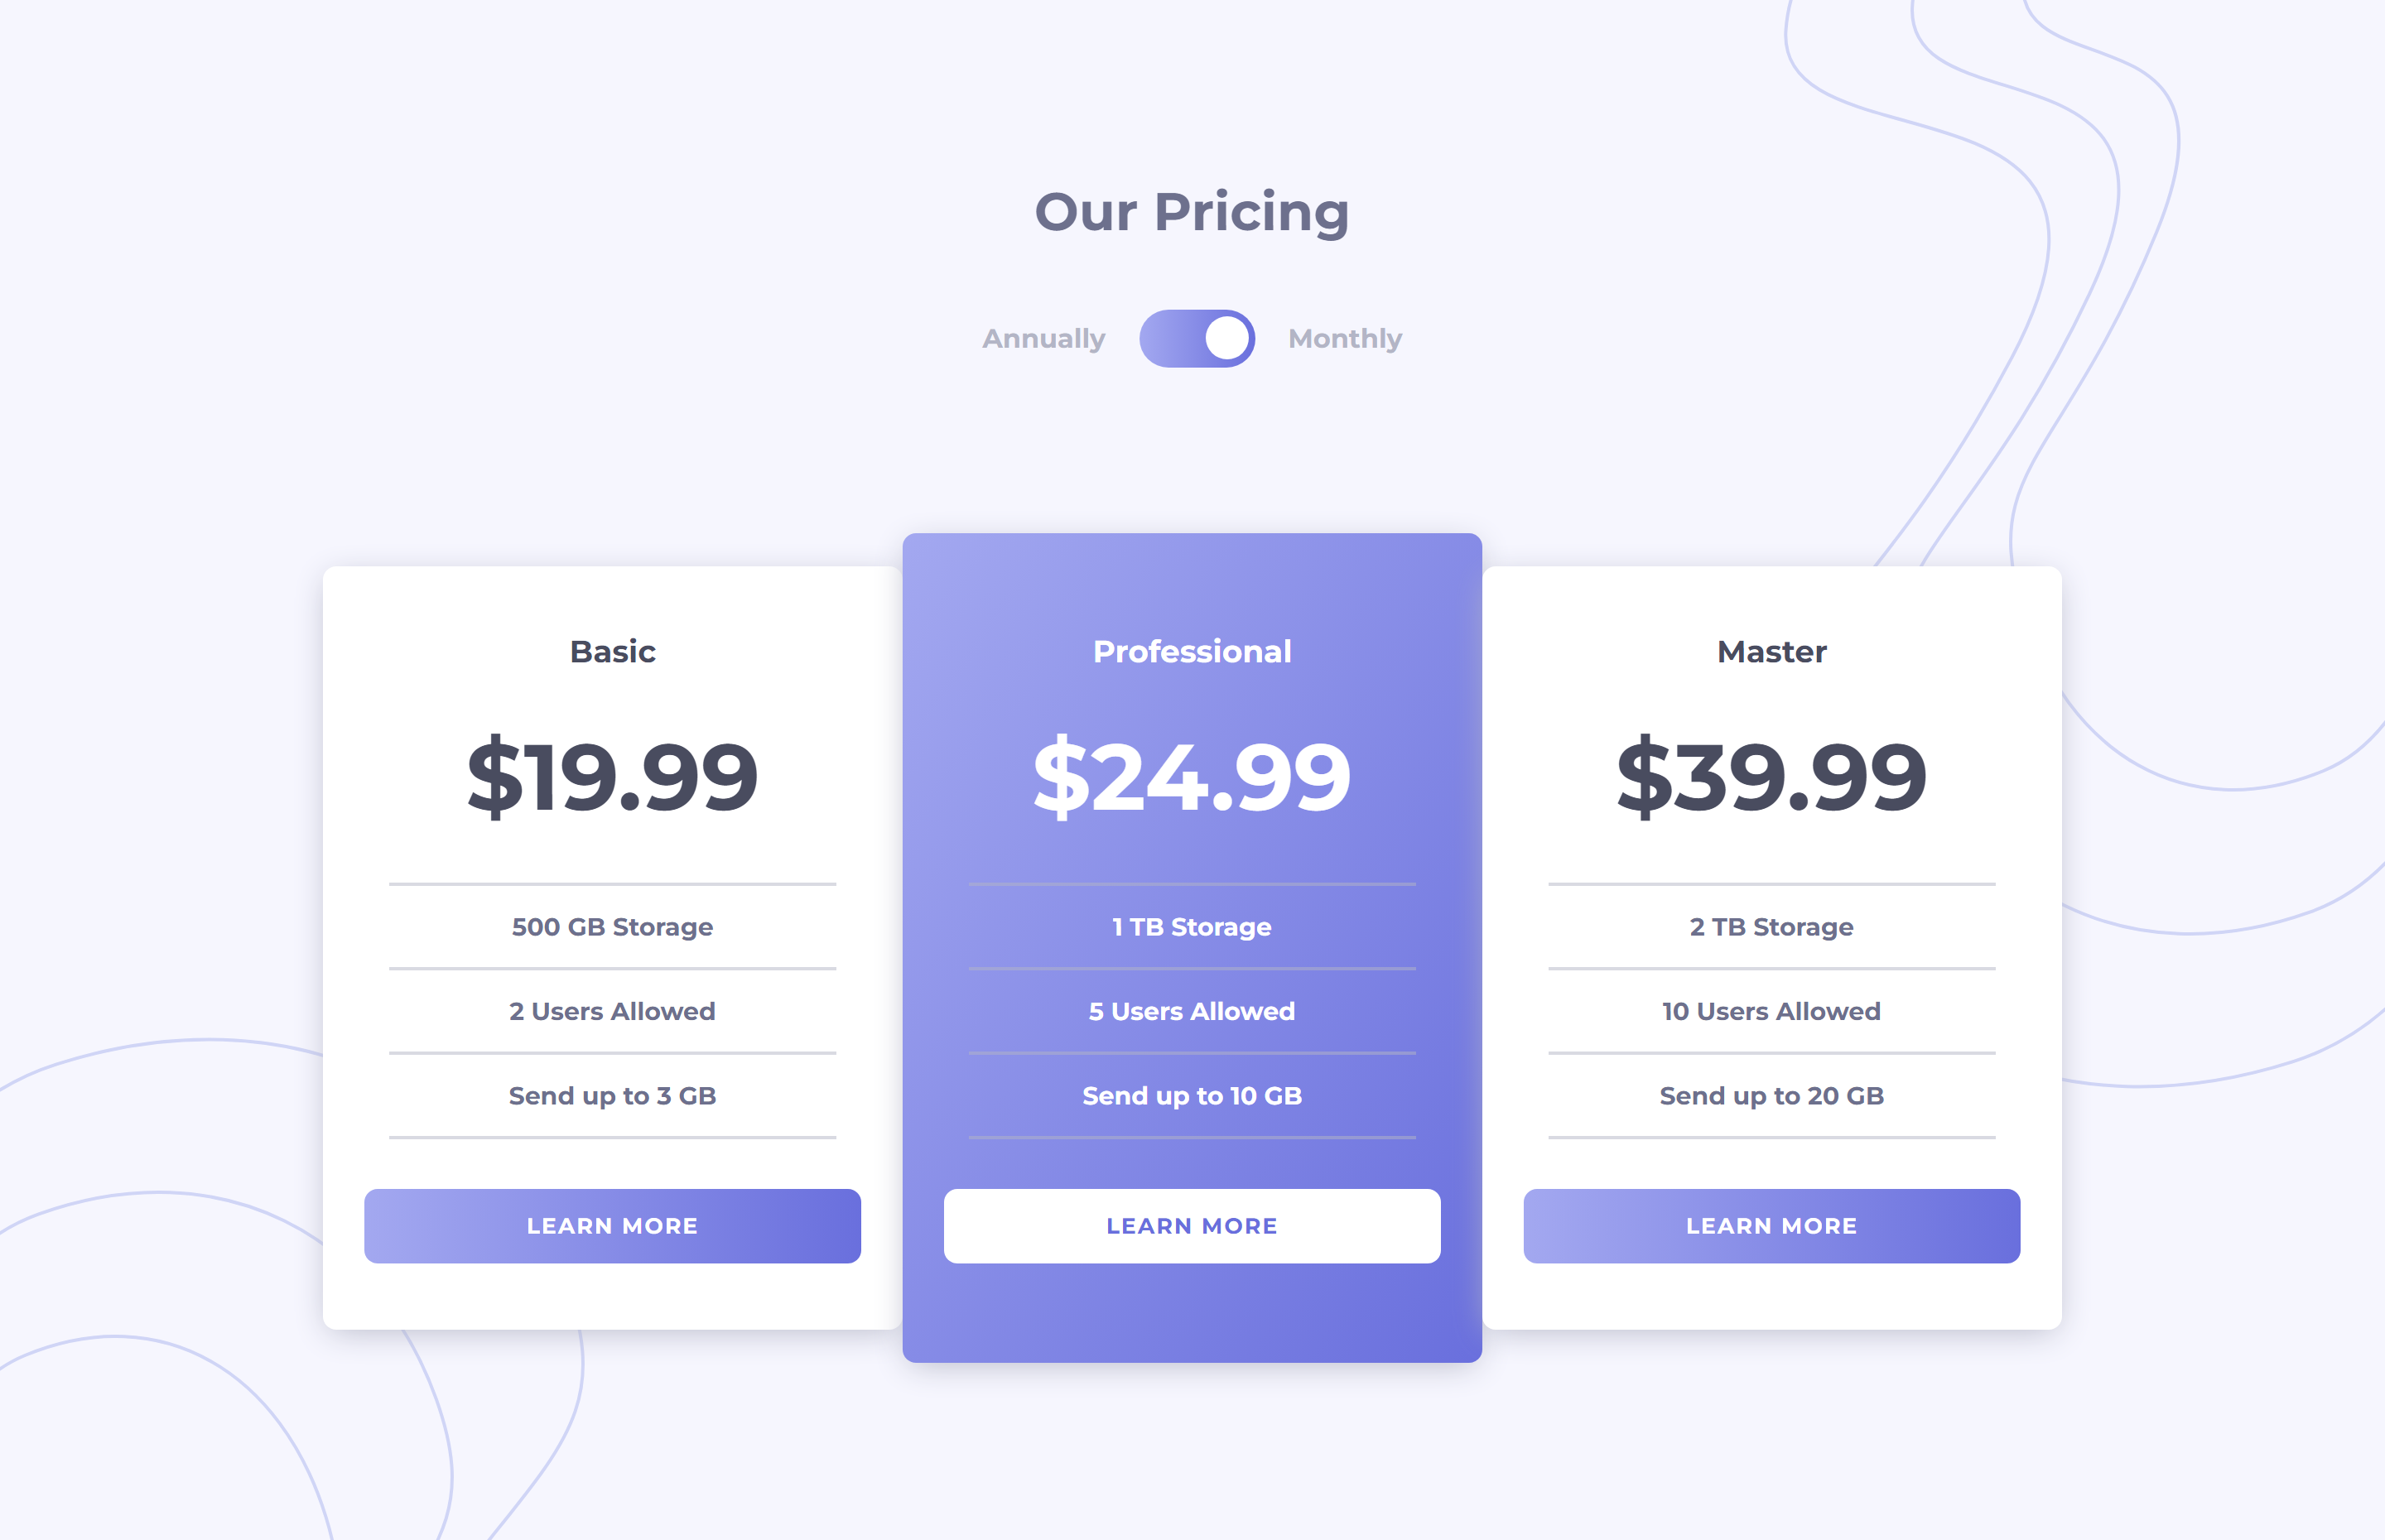 Our Pricing
Annually Monthly
Basic
$19.99
500 GB Storage
2 Users Allowed
Send up to 3 GB
LEARN MORE
Professional
$24.99
1 TB Storage
5 Users Allowed
Send up to 10 GB
LEARN MORE
Master
$39.99
2 TB Storage
10 Users Allowed
Send up to 20 GB
LEARN MORE